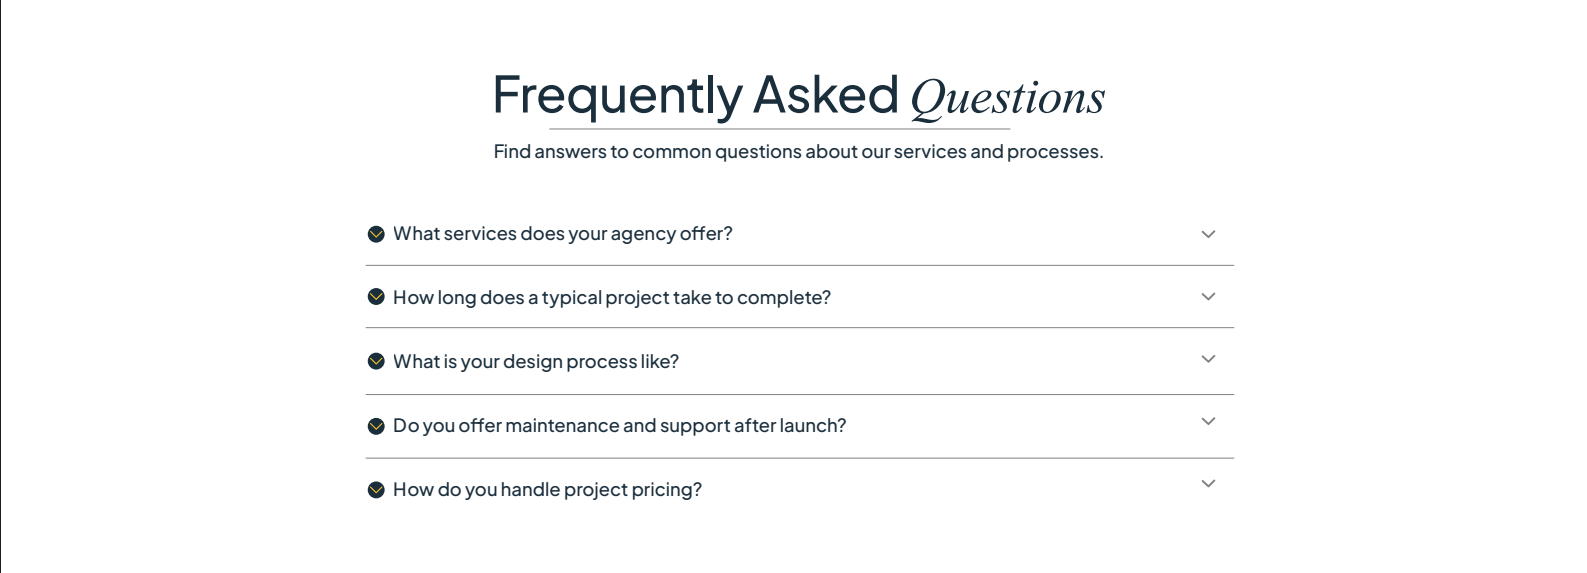 Frequently Asked Questions
Find answers to common questions about our services and processes.
What services does your agency offer?
How long does a typical project take to complete?
What is your design process like?
Do you offer maintenance and support after launch?
How do you handle project pricing?